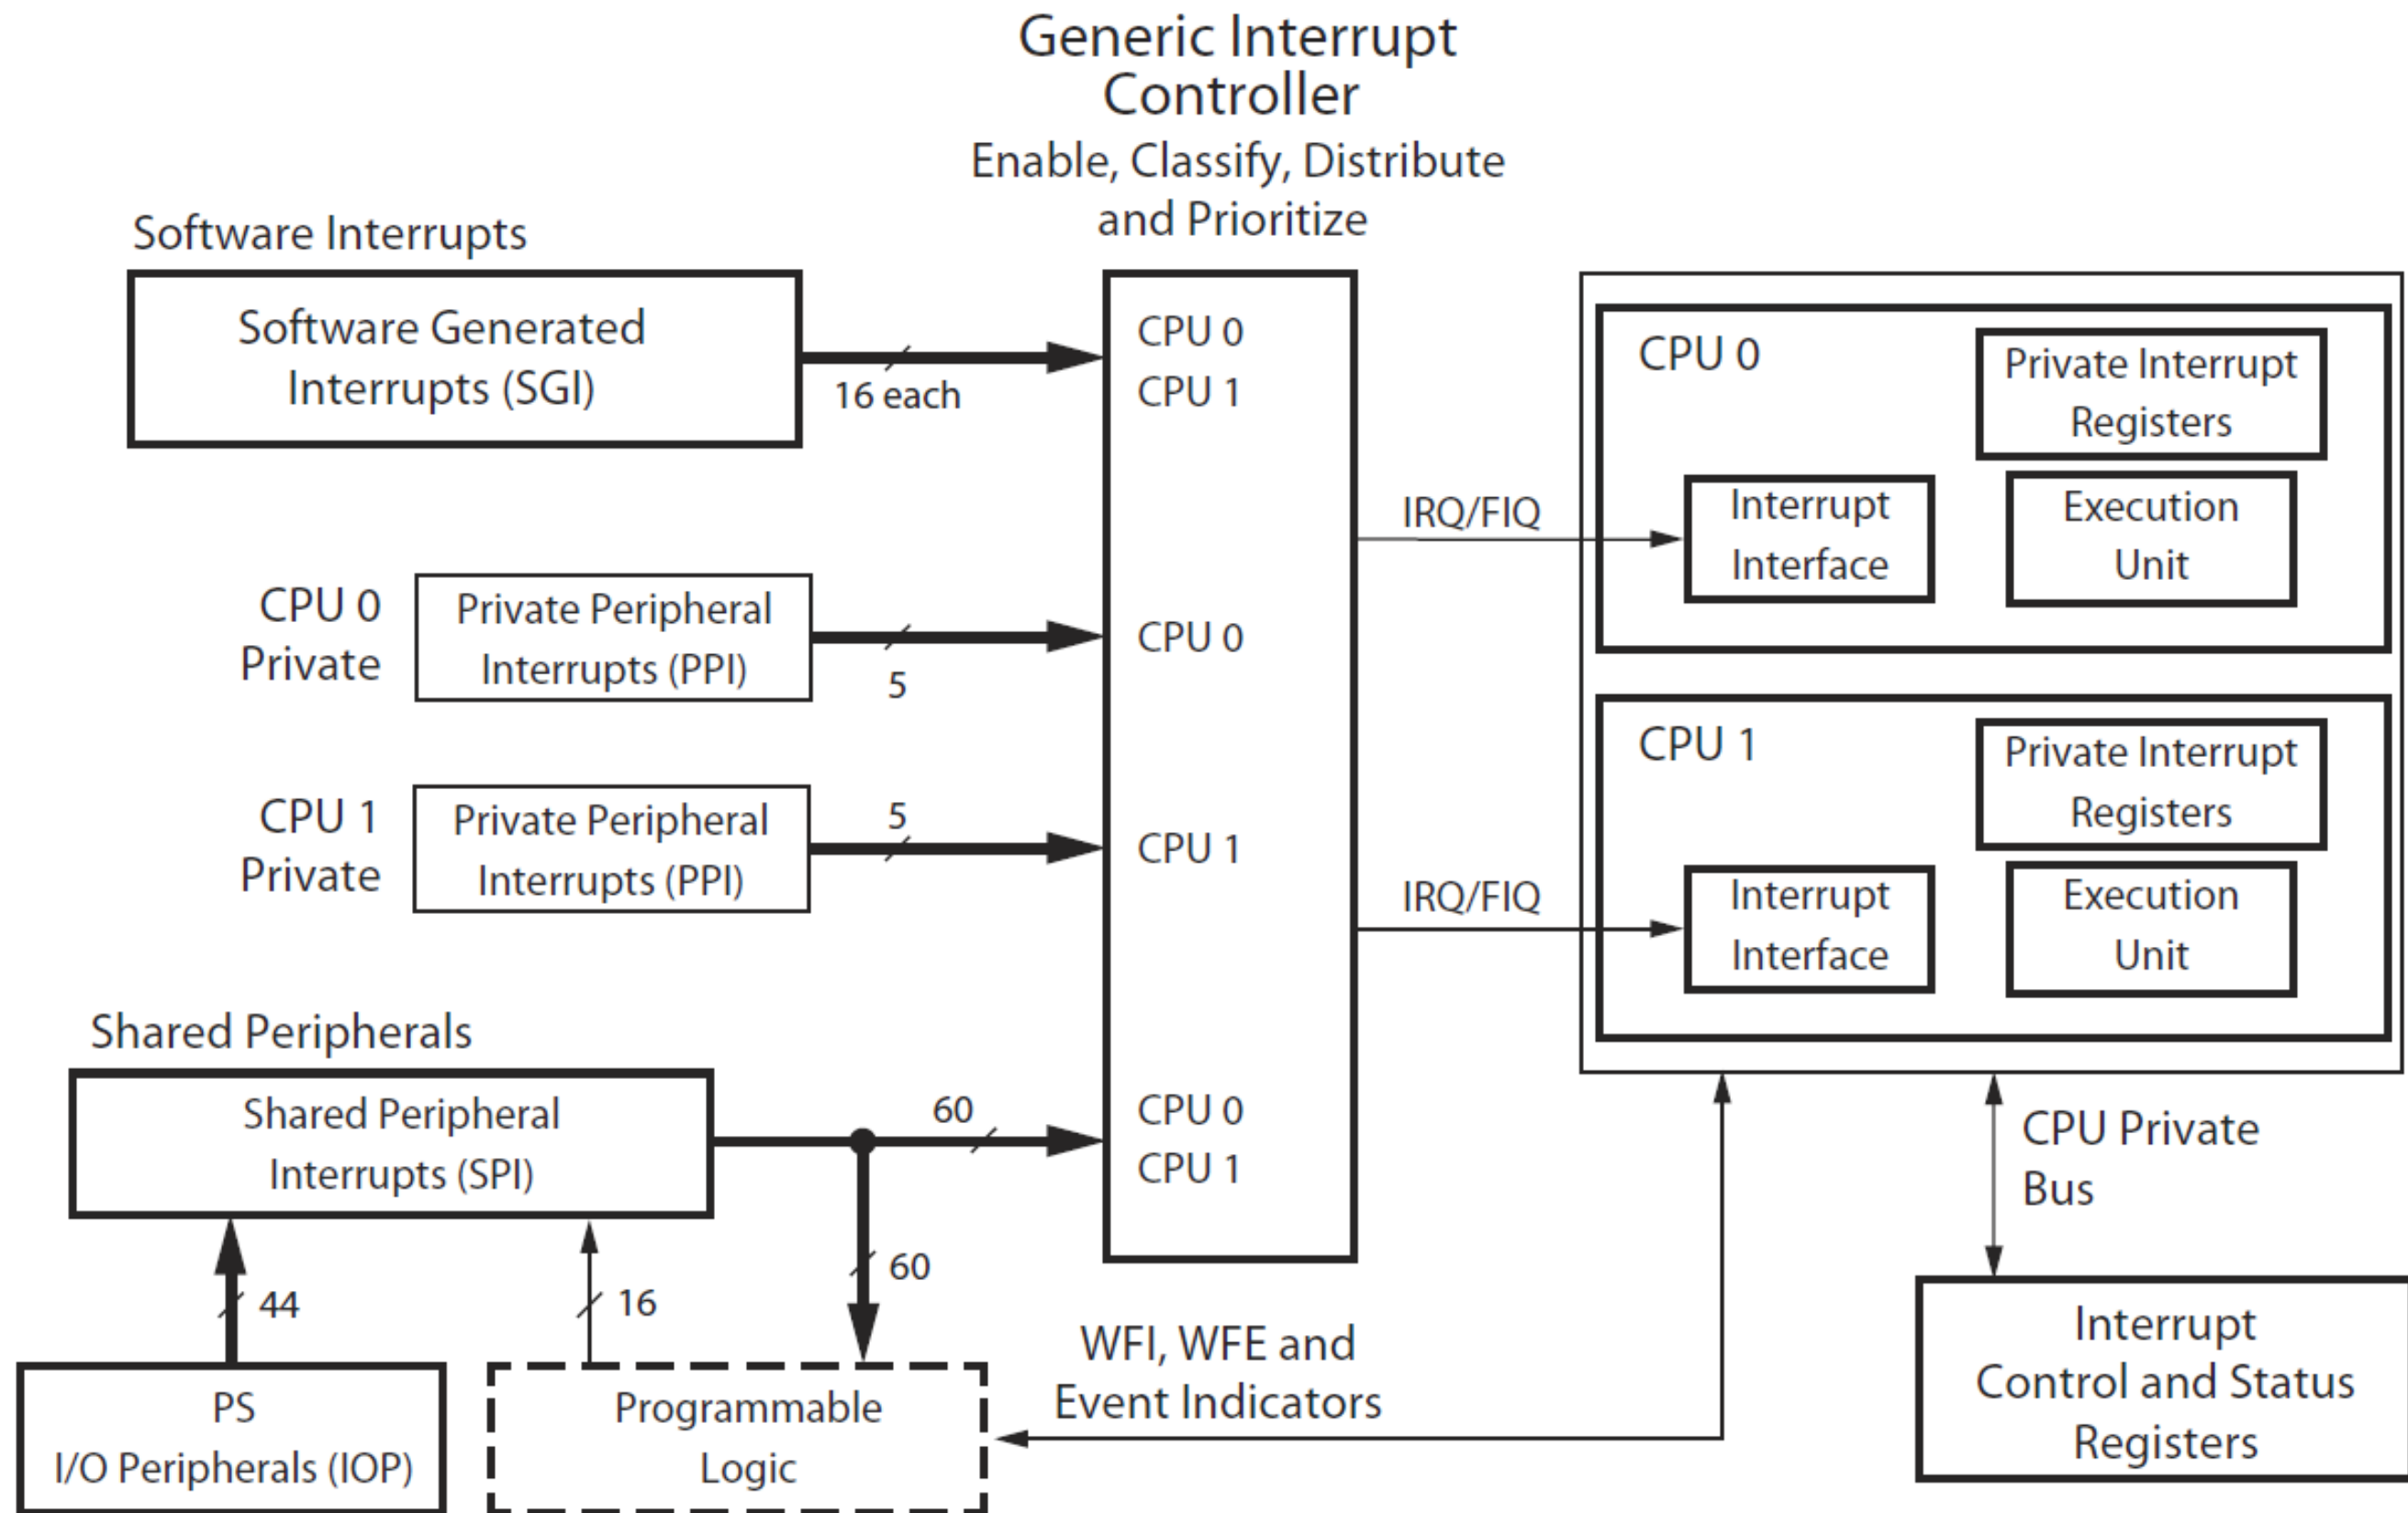 Generic Interrupt
Controller
Enable, Classify, Distribute
and Prioritize
Software Interrupts
Software Generated
Interrupts (SGI)
16 each
CPU 0
CPU 1
CPU 0
Private
Private Peripheral
Interrupts (PPI)
5
CPU 0
CPU 1
Private
Private Peripheral
Interrupts (PPI)
5
CPU 1
Shared Peripherals
Shared Peripheral
Interrupts (SPI)
60
CPU 0
CPU 1
44
16
60
PS
I/O Peripherals (IOP)
Programmable
Logic
WFI, WFE and
Event Indicators
IRQ/FIQ
CPU 0
Private Interrupt
Registers
Interrupt
Interface
Execution
Unit
IRQ/FIQ
CPU 1
Private Interrupt
Registers
Interrupt
Interface
Execution
Unit
CPU Private
Bus
Interrupt
Control and Status
Registers